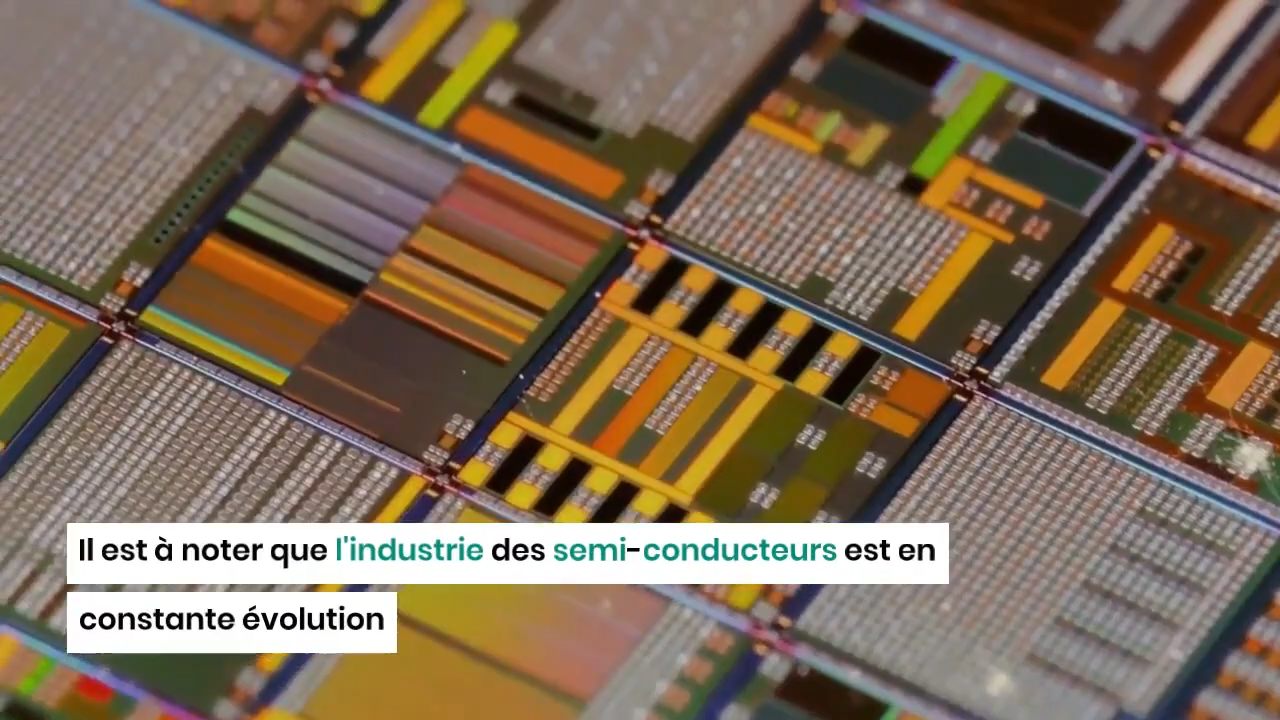 Il est à noter que l'industrie des semi-conducteurs est en
constante évolution